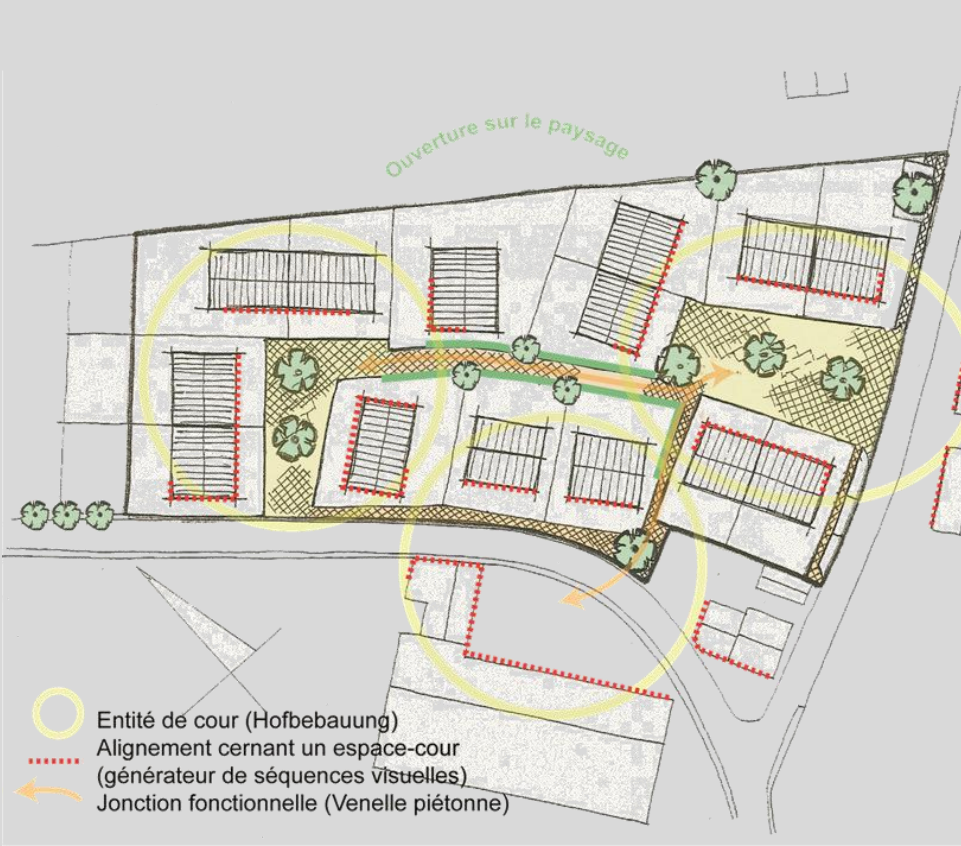 Ouverture sur le paysage
Entité de cour (Hofbebauung)
Alignement cernant un espace-cour
(générateur de séquences visuelles)
Jonction fonctionnelle (Venelle piétonne)